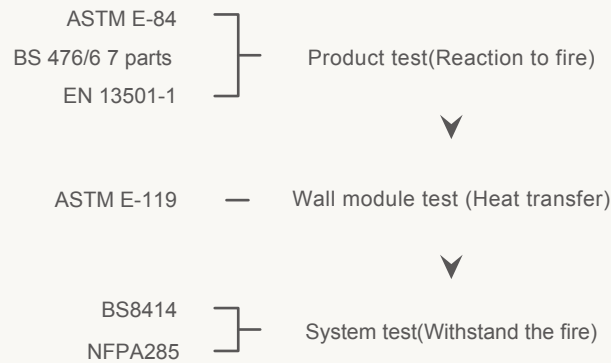 ASTM E-84
BS 476/6 7 parts
EN 13501-1
Product test(Reaction to fire)
ASTM E-119
Wall module test (Heat transfer)
BS8414
NFPA285
System test(Withstand the fire)